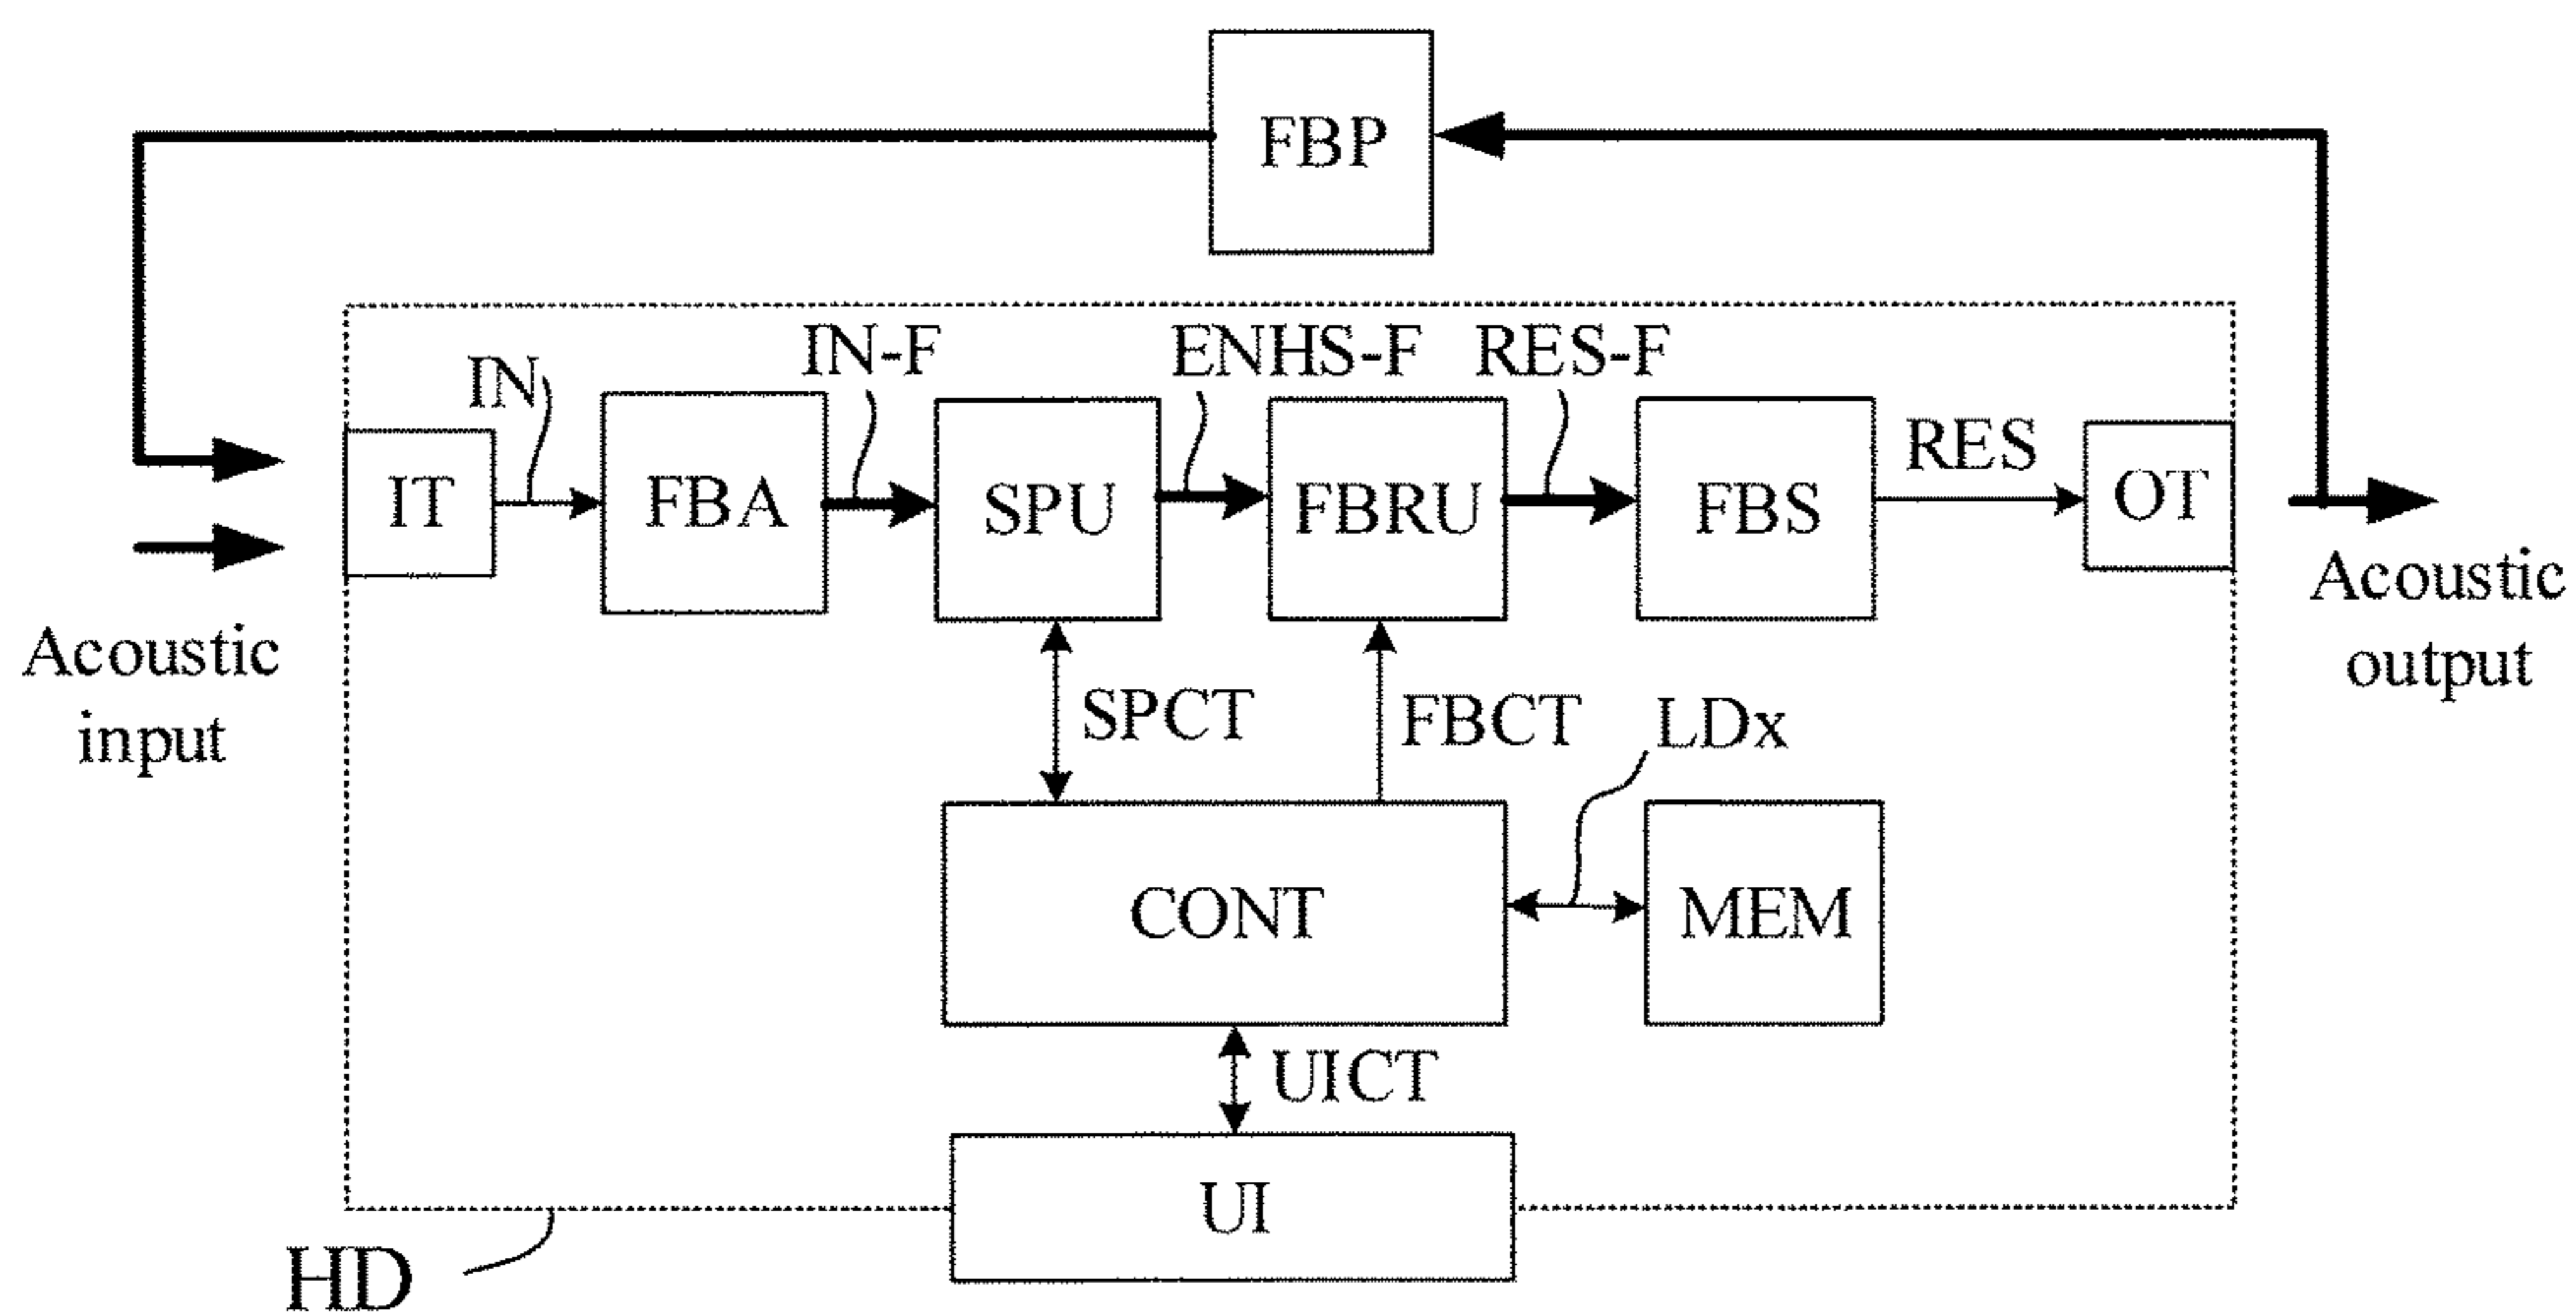 FBP
IN
IN-F
ENHS-F
RES-F
IT
FBA
SPU
FBRU
FBS
RES
OT
Acoustic
input
Acoustic
output
SPCT
FBCT
LDx
CONT
MEM
UICT
UI
HD